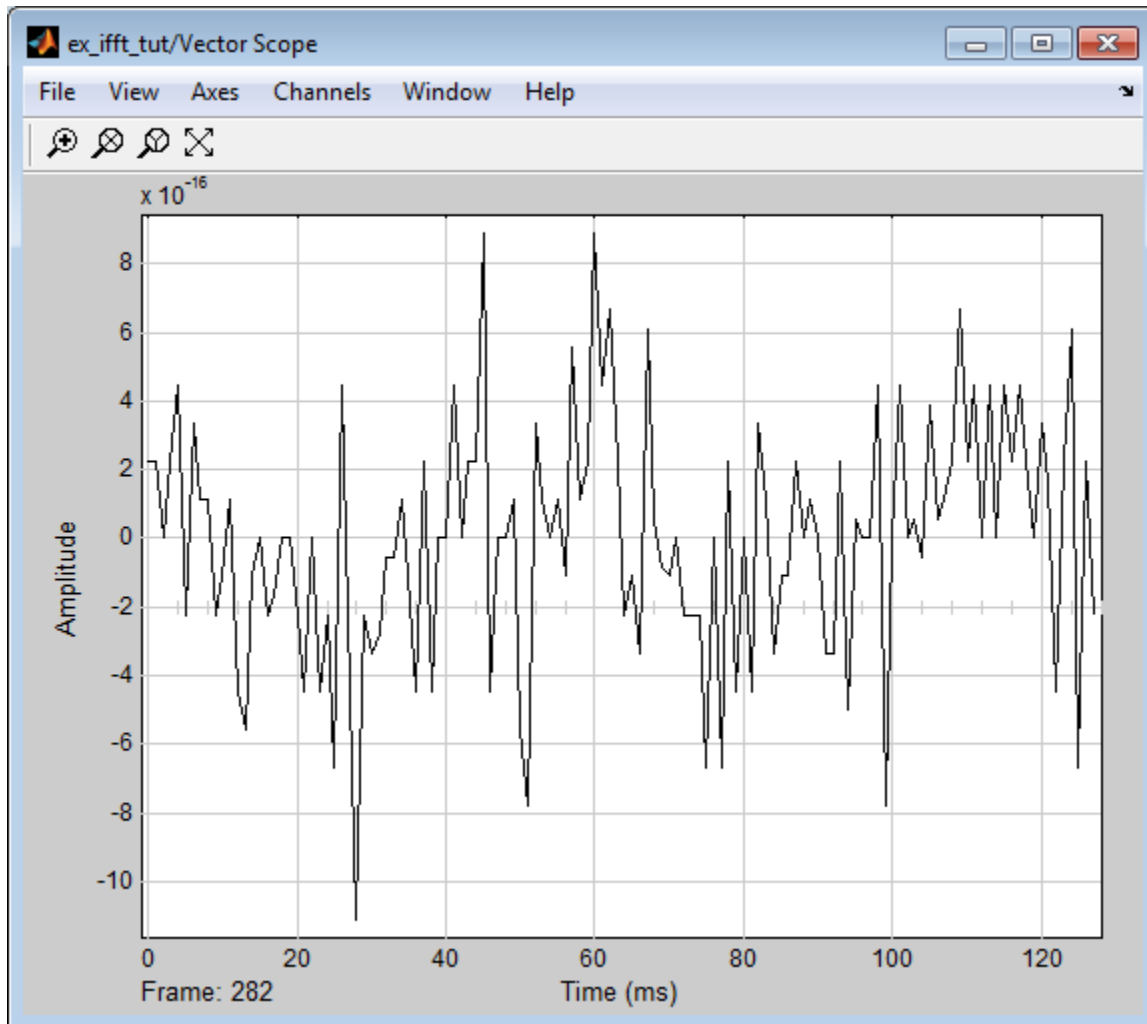 ex_ifft_tut/Vector Scope
File View Axes Channels Window Help
x 10^-16
8
6
4
2
0
-2
-4
-6
-8
-10
Amplitude
0 20 40 60 80 100 120
Frame: 282 Time (ms)